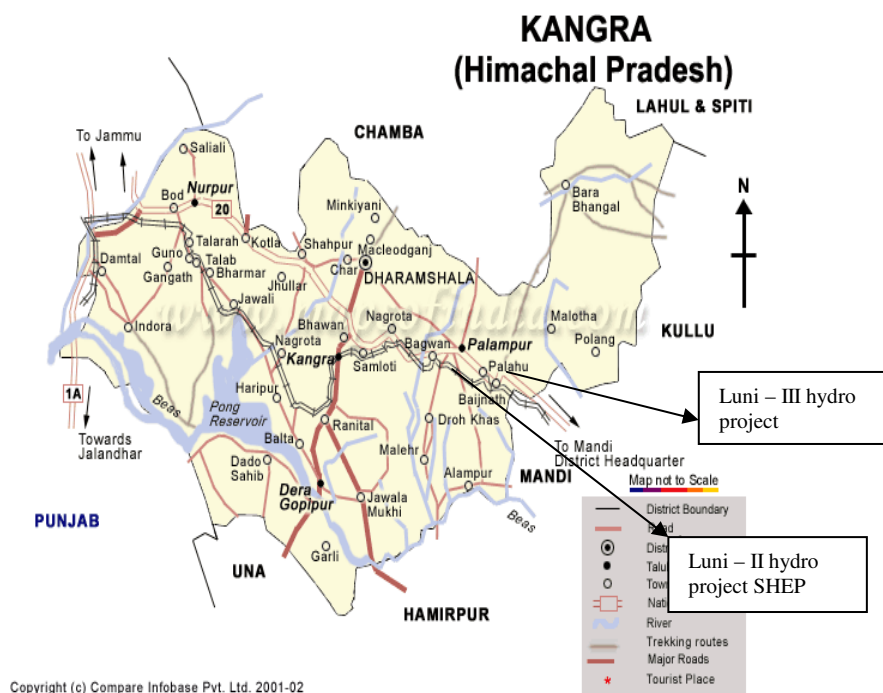 KANGRA
(Himachal Pradesh)
LAHUL & SPITI
CHAMBA
To Jammu
Saliali
Nurpur
Bod
20
N
Bara
Bhangal
Minkiyani
Talarah
Kotla
Shahpur
Macleodganj
Guno
Talab
Char
DHARAMSHALA
Damtal
Gangath
Bharmar
Jhullar
Jawali
Indora
Nagrota
Bhawan
Nagrota
Malotha
KULLU
Polang
Kangra
Samloti
Bagwan
Palampur
Palahu
Baijnath
1A
Beas
Pong
Reservoir
Haripur
Luni – III hydro
project
Towards
Jalandhar
Ranital
Droh Khas
Balta
Malehr
To Mandi
District Headquarter
Dado
Sahib
Alampur
MANDI
Map not to Scale
Dera
Gopipur
Jawala
Mukhi
Beas
PUNJAB
Garli
UNA
HAMIRPUR
District Boundary
Luni – II hydro
project SHEP
River
Trekking routes
Major Roads
Tourist Place
Copyright (c) Compare Infobase Pvt. Ltd. 2001-02